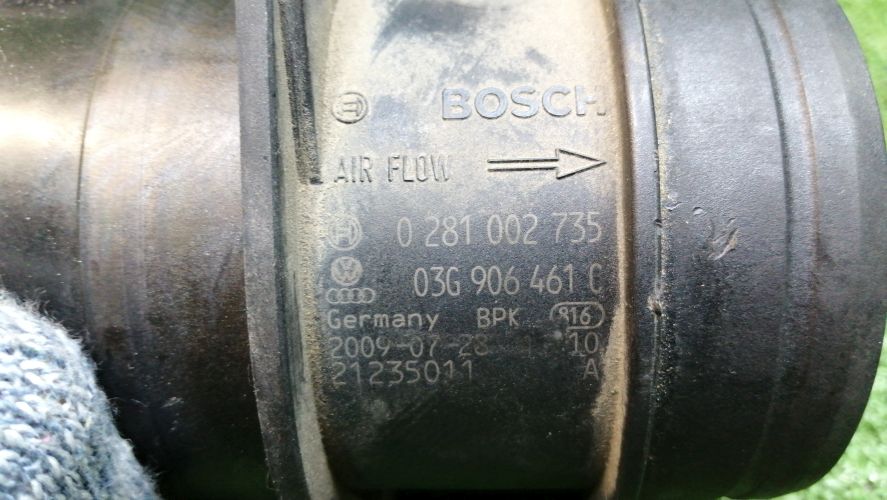 BOSCH
AIR FLOW
0 281 002 735
03G 906 461 C
Germany BPK 816
2009-07-28 10
21235011 A